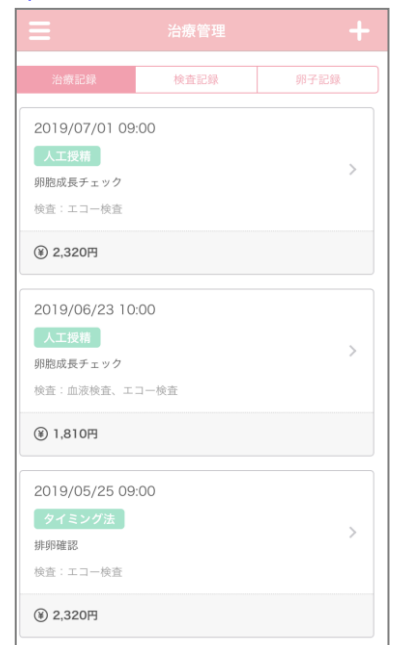 治療管理
治療記録 検査記録 卵子記録
2019/07/01 09:00
人工授精
卵胞成長チェック
検査：エコー検査
¥ 2,320円
2019/06/23 10:00
人工授精
卵胞成長チェック
検査：血液検査、エコー検査
¥ 1,810円
2019/05/25 09:00
タイミング法
排卵確認
検査：エコー検査
¥ 2,320円